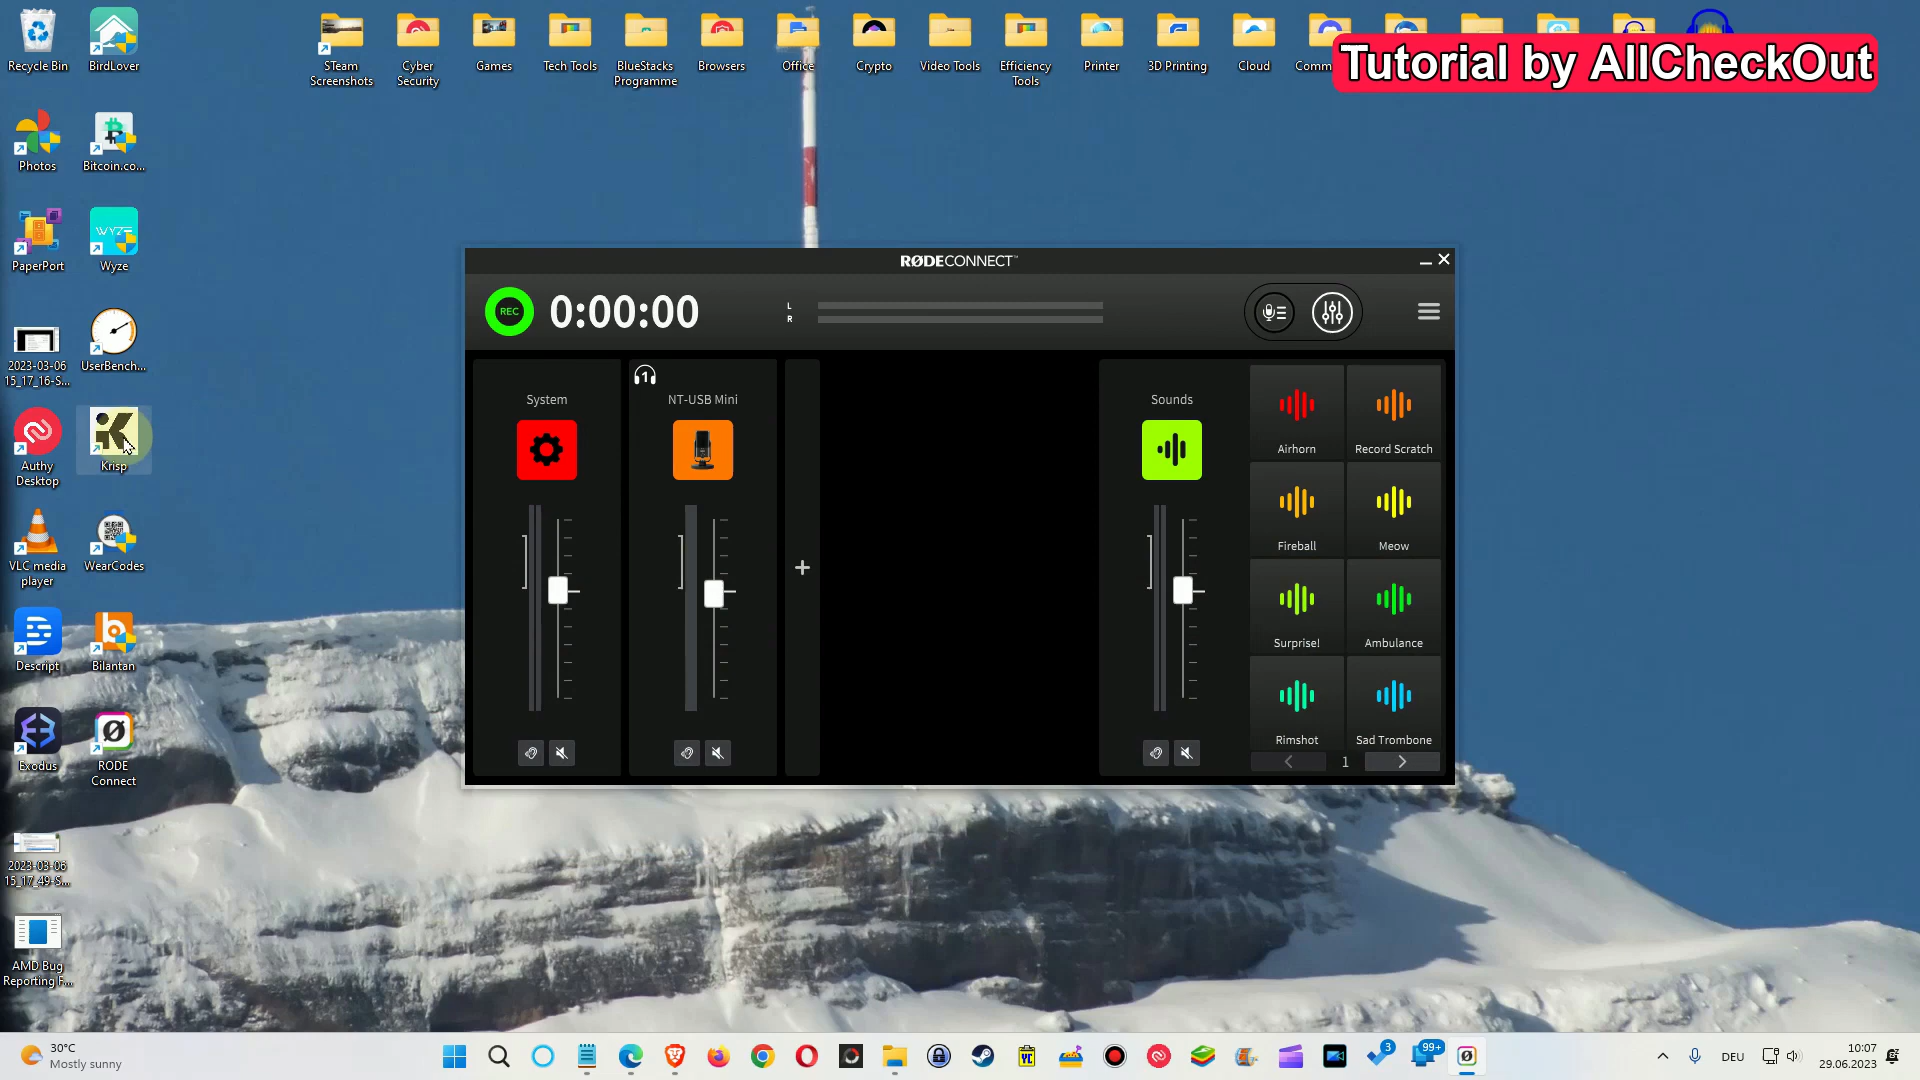 Recycle Bin
BirdLover
STeam
Screenshots
Cyber
Security
Games
Tech Tools
BlueStacks
Programme
Browsers
Office
Crypto
Video Tools
Efficiency
Tools
Printer
3D Printing
Cloud
Comm
Tutorial by AllCheckOut
Photos
Bitcoin.co...
PaperPort
WYZE
Wyze
2023-03-06
15_17_16-S...
UserBench...
Authy
Desktop
Krisp
VLC media
player
WearCodes
Descript
Bilantan
Exodus
RODE
Connect
2023-03-06
15_17_49-S...
AMD Bug
Reporting F...
RØDECONNECT™
REC
0:00:00
L
R
1
System
NT-USB Mini
+
Sounds
Airhorn
Record Scratch
Fireball
Meow
Surprise!
Ambulance
Rimshot
Sad Trombone
1
30°C
Mostly sunny
YC
3
99+
DEU
10:07
29.06.2023